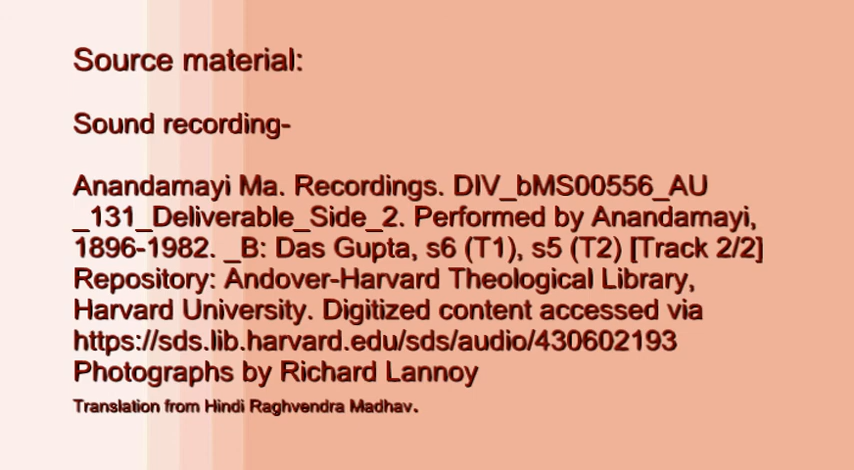 Source material:
Sound recording-
Anandamayi Ma. Recordings. DIV_bMS00556_AU
_131_Deliverable_Side_2. Performed by Anandamayi,
1896-1982. _B: Das Gupta, s6 (T1), s5 (T2) [Track 2/2]
Repository: Andover-Harvard Theological Library,
Harvard University. Digitized content accessed via
https://sds.lib.harvard.edu/sds/audio/430602193
Photographs by Richard Lannoy
Translation from Hindi Raghvendra Madhav.